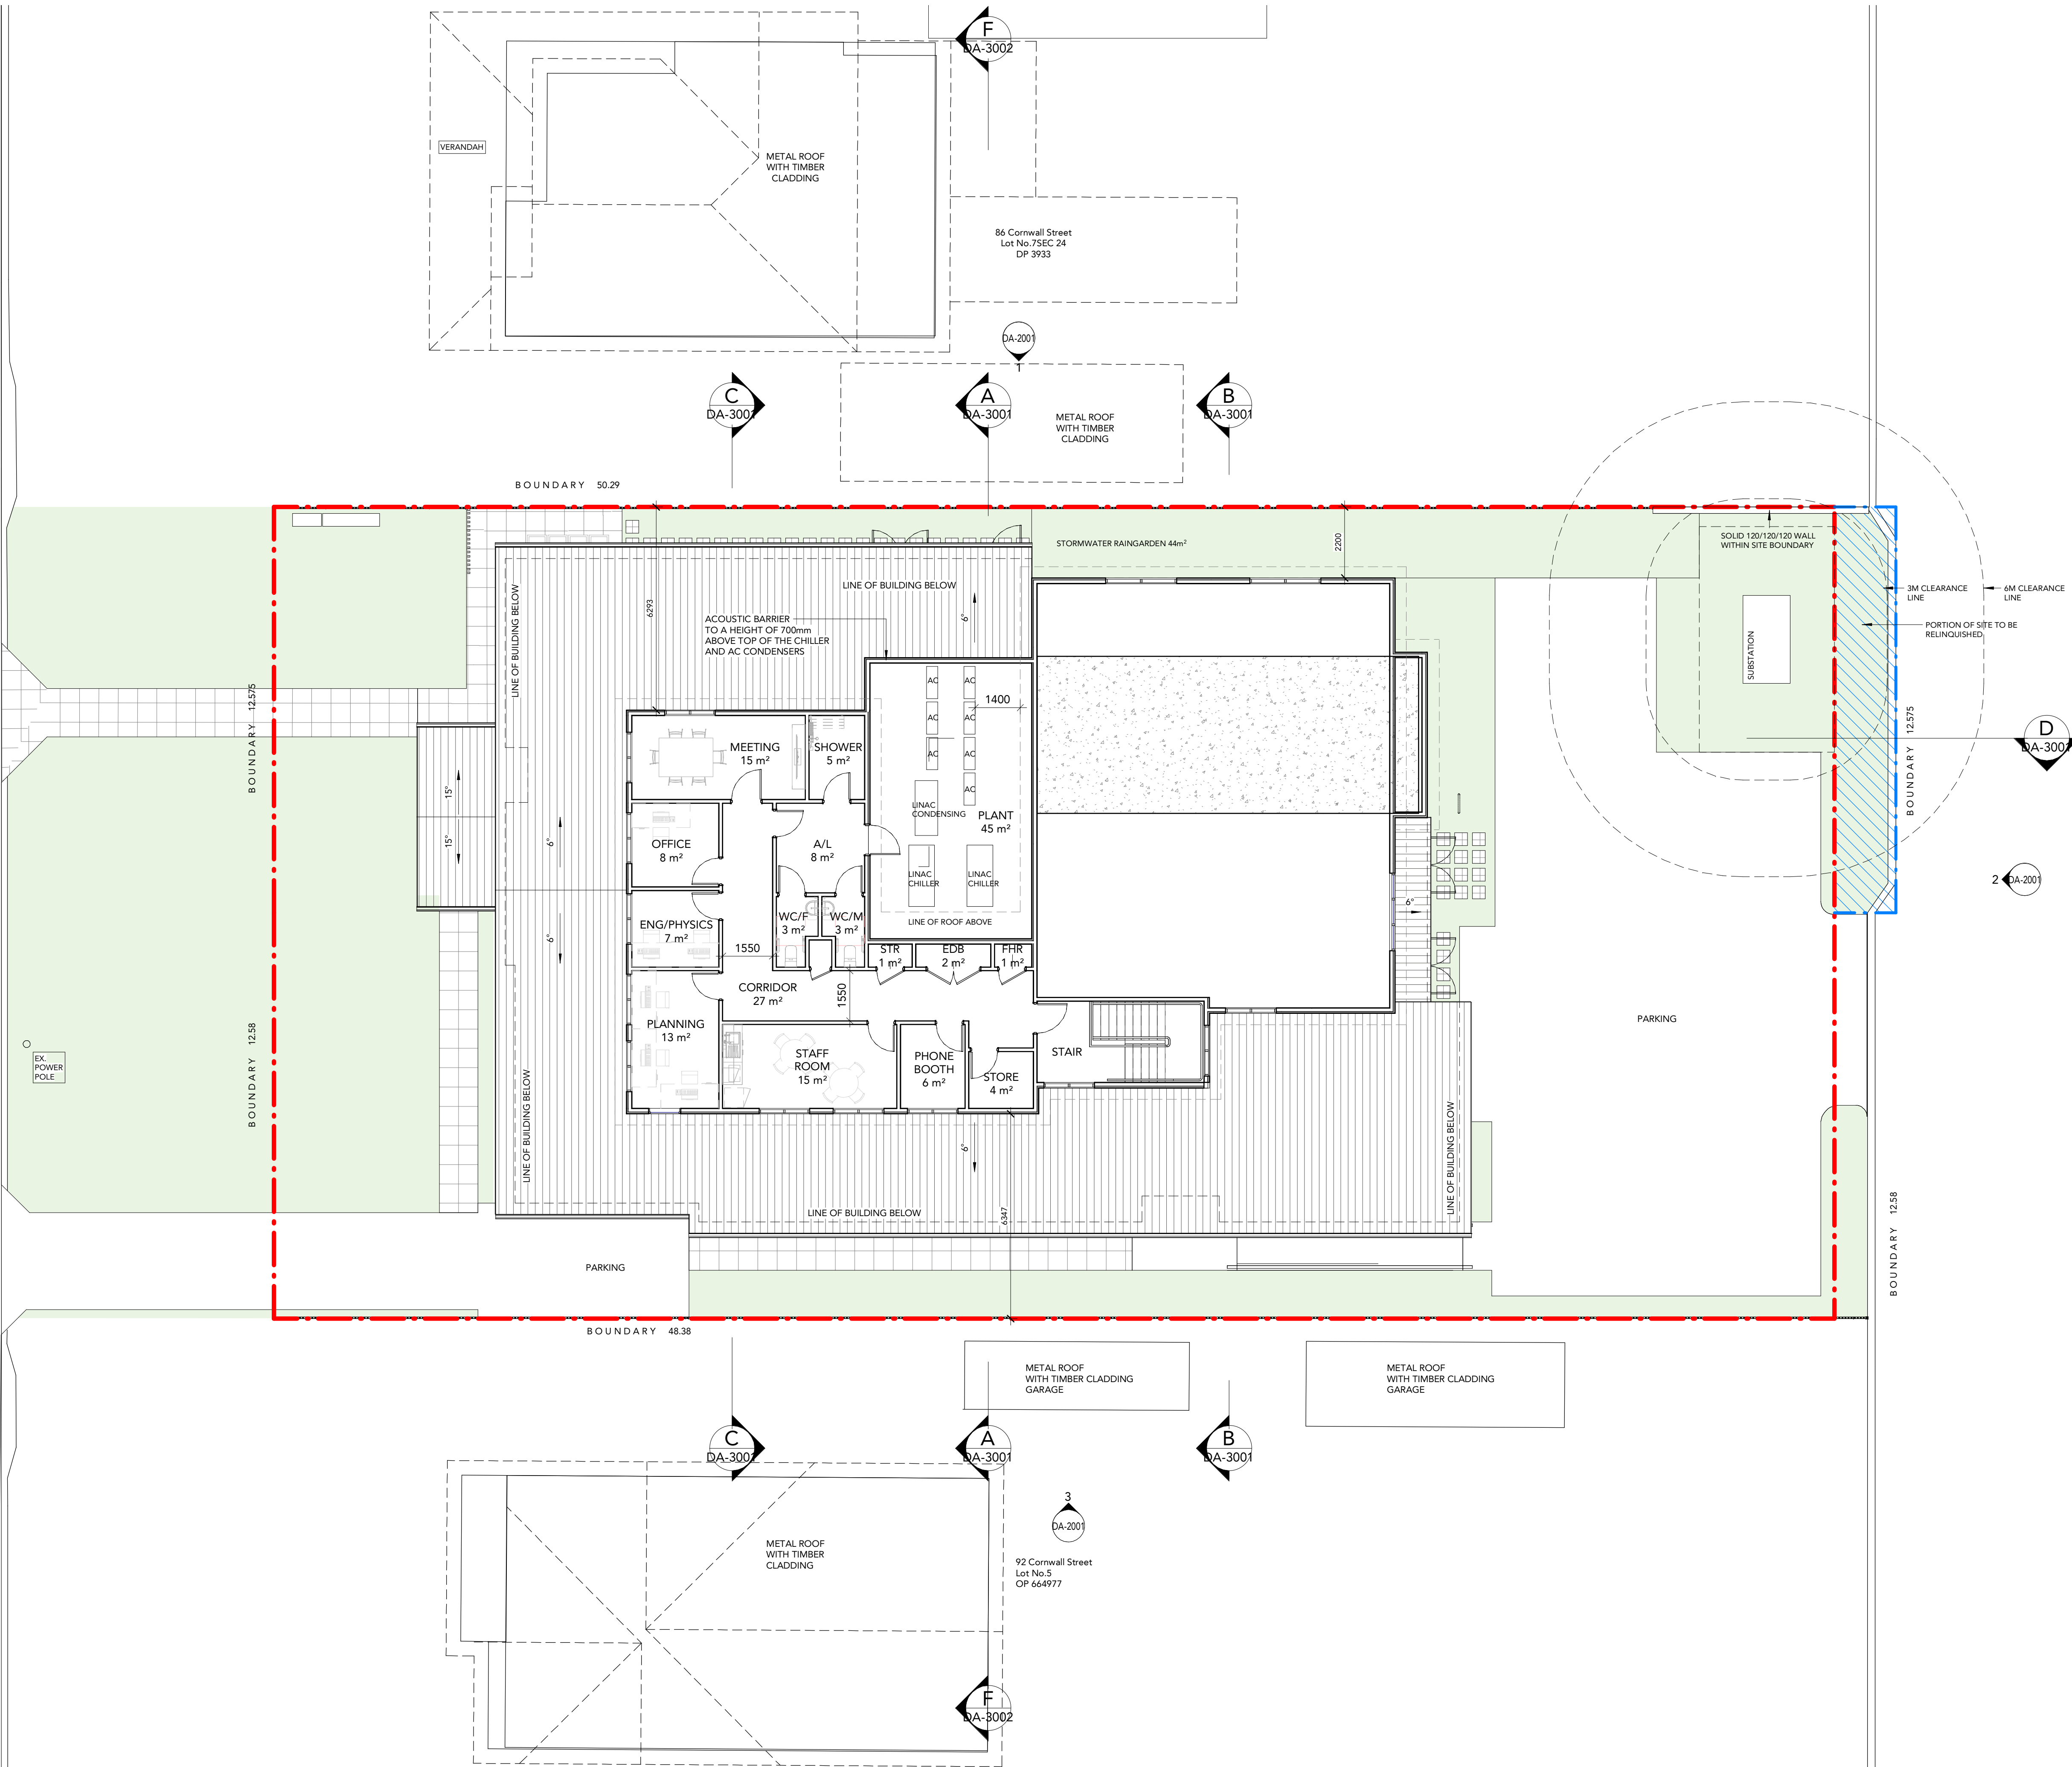 F
DA-3002
VERANDAH
METAL ROOF
WITH TIMBER
CLADDING
86 Cornwall Street
Lot No.7SEC 24
DP 3933
DA-2001
1
C
DA-3001
A
DA-3001
B
DA-3001
METAL ROOF
WITH TIMBER
CLADDING
BOUNDARY 50.29
STORMWATER RAINGARDEN 44m²
2200
SOLID 120/120/120 WALL
WITHIN SITE BOUNDARY
3M CLEARANCE
LINE
6M CLEARANCE
LINE
PORTION OF SITE TO BE
RELINQUISHED
SUBSTATION
LINE OF BUILDING BELOW
LINE OF BUILDING BELOW
6293
6°
ACOUSTIC BARRIER
TO A HEIGHT OF 700mm
ABOVE TOP OF THE CHILLER
AND AC CONDENSERS
AC
AC
AC
AC
AC
AC
AC
1400
BOUNDARY 12.575
BOUNDARY 12.575
D
DA-3001
MEETING
15 m²
SHOWER
5 m²
LINAC
CONDENSING
PLANT
45 m²
15°
15°
6°
6°
OFFICE
8 m²
A/L
8 m²
LINAC
CHILLER
LINAC
CHILLER
2
DA-2001
6°
ENG/PHYSICS
7 m²
WC/F
3 m²
WC/M
3 m²
LINE OF ROOF ABOVE
1550
STR
1 m²
EDB
2 m²
FHR
1 m²
CORRIDOR
27 m²
1550
PLANNING
13 m²
STAFF
ROOM
15 m²
PHONE
BOOTH
6 m²
STORE
4 m²
STAIR
PARKING
EX.
POWER
POLE
BOUNDARY 12.58
LINE OF BUILDING BELOW
6°
LINE OF BUILDING BELOW
LINE OF BUILDING BELOW
6347
BOUNDARY 12.58
PARKING
BOUNDARY 48.38
METAL ROOF
WITH TIMBER CLADDING
GARAGE
METAL ROOF
WITH TIMBER CLADDING
GARAGE
C
DA-3001
A
DA-3001
B
DA-3001
3
DA-2001
METAL ROOF
WITH TIMBER
CLADDING
92 Cornwall Street
Lot No.5
OP 664977
F
DA-3002